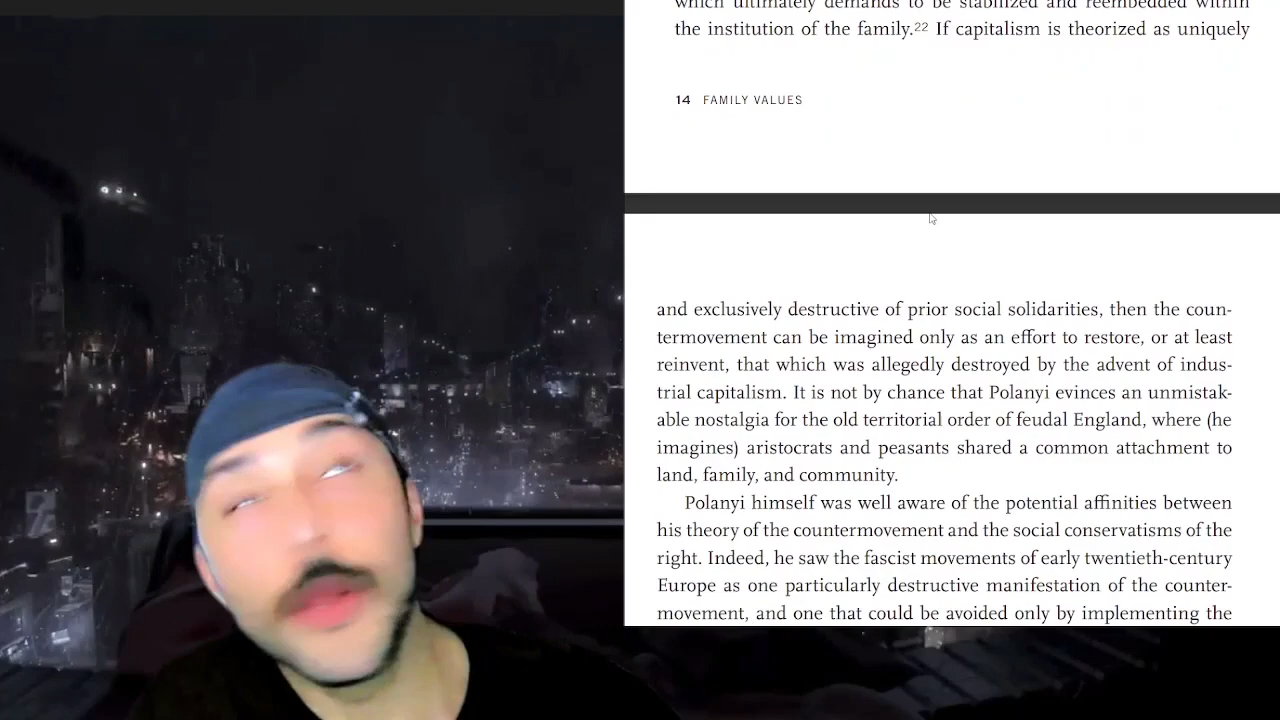 which ultimately demands to be stabilized and reembedded within
the institution of the family.22 If capitalism is theorized as uniquely
14 FAMILY VALUES
and exclusively destructive of prior social solidarities, then the coun-
termovement can be imagined only as an effort to restore, or at least
reinvent, that which was allegedly destroyed by the advent of indus-
trial capitalism. It is not by chance that Polanyi evinces an unmistak-
able nostalgia for the old territorial order of feudal England, where (he
imagines) aristocrats and peasants shared a common attachment to
land, family, and community.
Polanyi himself was well aware of the potential affinities between
his theory of the countermovement and the social conservatisms of the
right. Indeed, he saw the fascist movements of early twentieth-century
Europe as one particularly destructive manifestation of the counter-
movement, and one that could be avoided only by implementing the